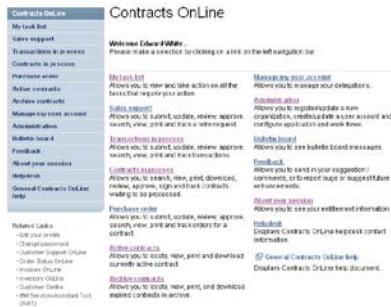 Contracts OnLine
My task list
Sales support
Transactions in process
Contracts in process
Purchase order
Active contracts
Archive contracts
Manage my user account
Administration
Bulletin board
Feedback
About your session
Helpdesk
General Contracts OnLine
help
Related Links
Edit your profile
Change password
Customer Support OnLine
Order Status OnLine
Invoices OnLine
Inventory OnLine
Customer Centre
Contracts OnLine
Welcome Edward White.
Please make a selection by clicking on a link on the left navigation bar
My task list
Allows you to view and take action on all the
tasks that require your action.
Sales support
Allows you to submit, update, review, approve,
search, view, print and track a
Transactions in process
Allows you to submit, update, review, approve,
search, view, print and track transactions.
Contracts in process
Allows you to search, view, print, download,
review, approve, sign and track contracts
waiting to be processed.
Purchase order
Allows you to submit, update, review, approve,
search, view, print and track orders for a
contract.
Active contracts
Allows you to locate, view, print and download
currently active contract.
Archive contracts
Allows you to locate, view, print, and download
expired contracts in archive.
Manage my user account
Allows you to manage your delegations.
Administration
Allows you to register/update a new
organization, create/update a user account and
configure application and work flows.
Bulletin board
Allows you to see bulletin board messages.
Feedback
Allows you to send in your suggestion /
comments, or to report bugs or suggest future
enhancements.
About your session
Allows you to see your entitlement information
Helpdesk
Displays Contracts OnLine helpdesk contact
information.
General Contracts OnLine help
Displays Contracts OnLine help document.